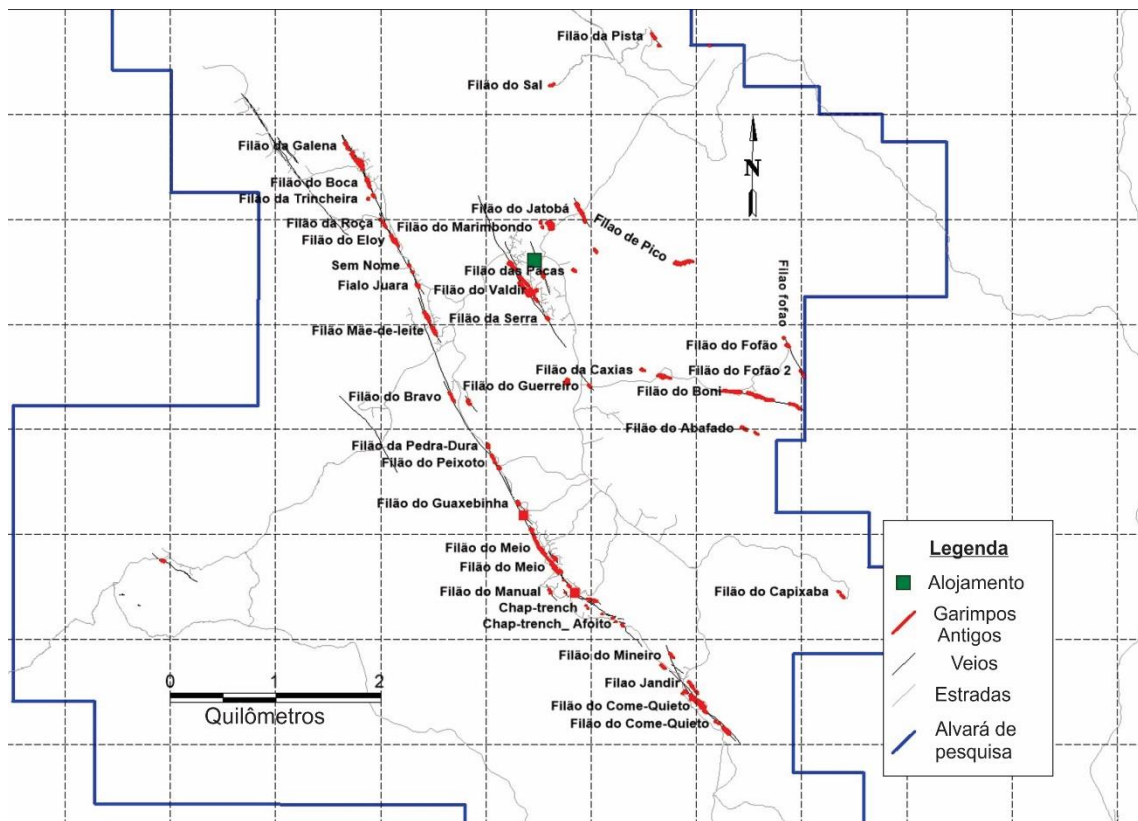 Filão da Pista
Filão do Sal
N
Filão da Galena
Filão do Boca
Filão da Trincheira
Filão da Roça
Filão do Eloy
Sem Nome
Fialo Juara
Filão Mãe-de-leite
Filão do Jatobá
Filão do Marimbondo
Filao de Pico
Filão das Pacas
Filão do Valdir
Filão da Serra
Filao fofao
Filão do Fofão
Filão do Fofão 2
Filão da Caxias
Filão do Guerreiro
Filão do Boni
Filão do Bravo
Filão do Abafado
Filão da Pedra-Dura
Filão do Peixoto
Filão do Guaxebinha
Filão do Meio
Filão do Meio
Filão do Manual
Chap-trench
Chap-trench_ Afoito
Filão do Capixaba
Filão do Mineiro
Filao Jandir
Filão do Come-Quieto
Filão do Come-Quieto
0 1 2
Quilômetros
Legenda
Alojamento
Garimpos
Antigos
Veios
Estradas
Alvará de
pesquisa